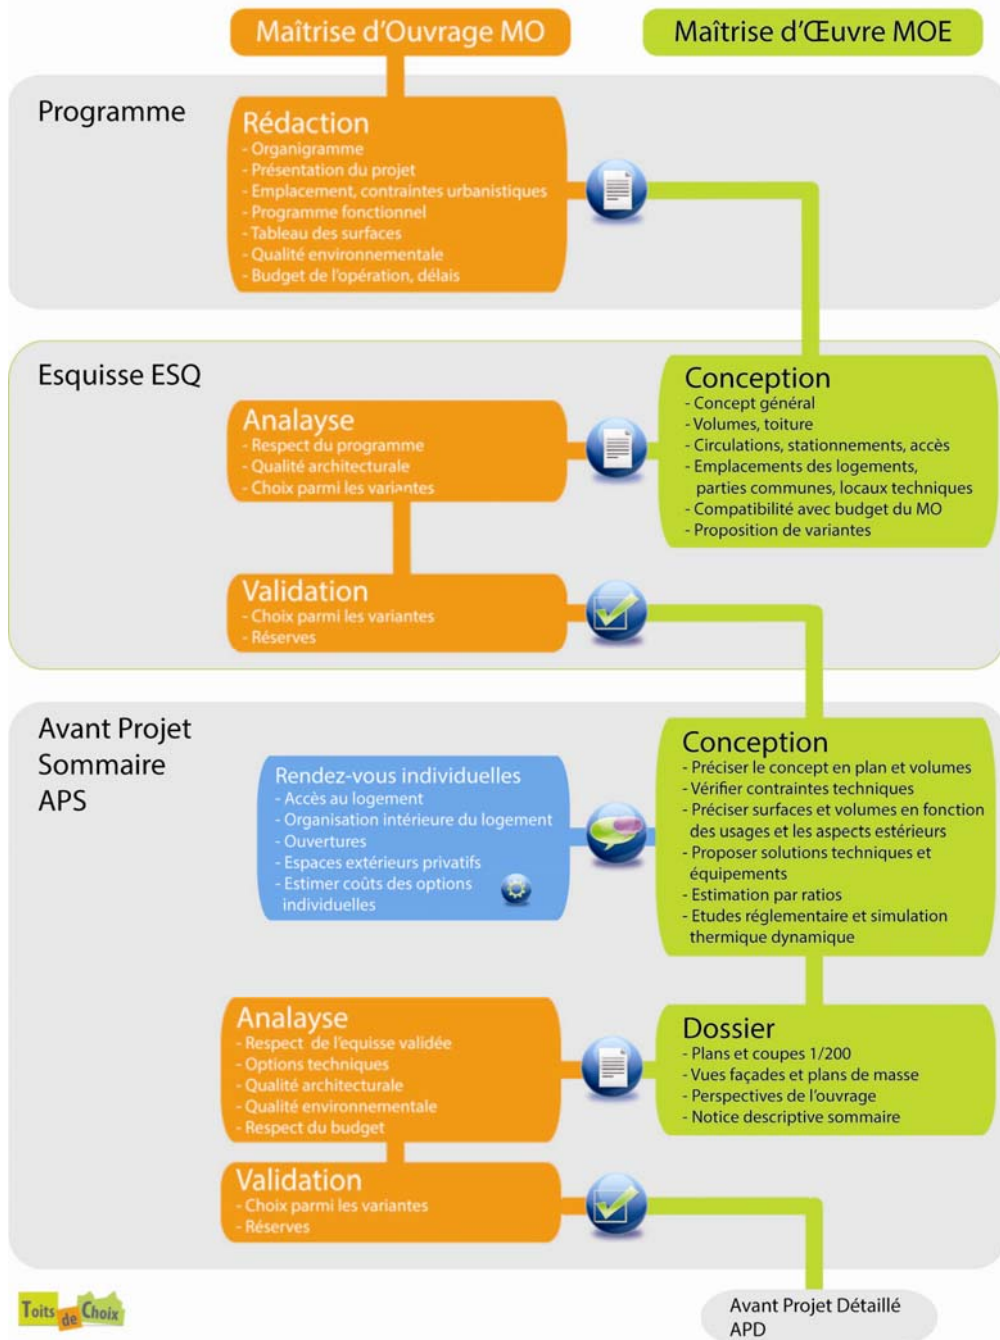 Maîtrise d'Ouvrage MO
Maîtrise d'Œuvre MOE
Programme
Rédaction
- Organigramme
- Présentation du projet
- Emplacement, contraintes urbanistiques
- Programme fonctionnel
- Tableau des surfaces
- Qualité environnementale
- Budget de l'opération, délais
Esquisse ESQ
Conception
- Concept général
- Volumes, toiture
- Circulations, stationnements, accès
- Emplacements des logements,
parties communes, locaux techniques
- Compatibilité avec budget du MO
- Proposition de variantes
Analayse
- Respect du programme
- Qualité architecturale
- Choix parmi les variantes
Validation
- Choix parmi les variantes
- Réserves
Avant Projet
Sommaire
APS
Conception
- Préciser le concept en plan et volumes
- Vérifier contraintes techniques
- Préciser surfaces et volumes en fonction
des usages et les aspects estérieurs
- Proposer solutions techniques et
équipements
- Estimation par ratios
- Etudes réglementaire et simulation
thermique dynamique
Rendez-vous individuelles
- Accès au logement
- Organisation intérieure du logement
- Ouvertures
- Espaces extérieurs privatifs
- Estimer coûts des options
individuelles
Dossier
- Plans et coupes 1/200
- Vues façades et plans de masse
- Perspectives de l'ouvrage
- Notice descriptive sommaire
Analayse
- Respect de l'equisse validée
- Options techniques
- Qualité architecturale
- Qualité environnementale
- Respect du budget
Validation
- Choix parmi les variantes
- Réserves
Avant Projet Détaillé
APD
Toits de Choix